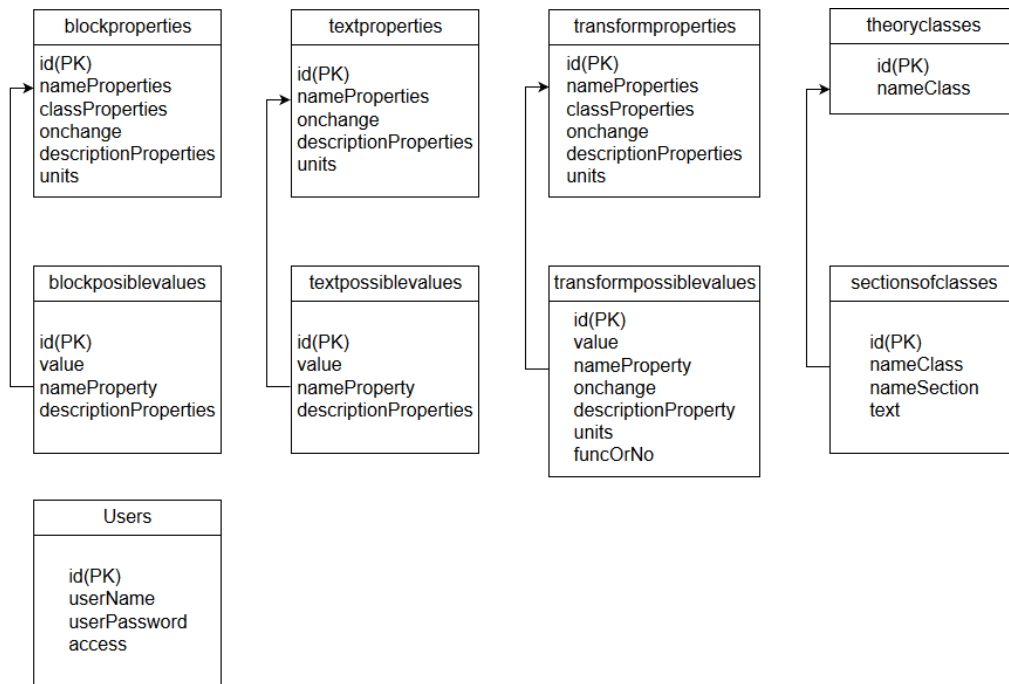 blockproperties
id(PK)
nameProperties
classProperties
onchange
descriptionProperties
units
textproperties
id(PK)
nameProperties
onchange
descriptionProperties
units
transformproperties
id(PK)
nameProperties
classProperties
onchange
descriptionProperties
units
theoryclasses
id(PK)
nameClass
blockposiblevalues
id(PK)
value
nameProperty
descriptionProperties
textpossiblevalues
id(PK)
value
nameProperty
descriptionProperties
transformpossiblevalues
id(PK)
value
nameProperty
onchange
descriptionProperty
units
funcOrNo
sectionsofclasses
id(PK)
nameClass
nameSection
text
Users
id(PK)
userName
userPassword
access